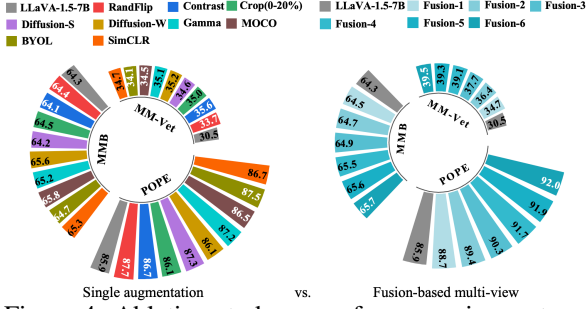 LLaVA-1.5-7B RandFlip Contrast Crop(0-20%)
Diffusion-S Diffusion-W Gamma MOCO
BYOL SimCLR
LLaVA-1.5-7B Fusion-1 Fusion-2 Fusion-3
Fusion-4 Fusion-5 Fusion-6
34.7 34.1 34.5 35.1 35.2 34.6 35.0 35.6 33.7 30.5
MM-Vet
64.3 64.4 64.1 64.5 64.2 65.6 65.2 65.8 64.7 65.3
MMB
POPE
85.9 87.7 86.7 86.1 87.3 86.1 87.2 86.5 87.5 86.7
39.5 39.3 39.1 37.7 36.4 34.7 30.5
MM-Vet
64.3 64.5 64.7 64.9 65.5 65.6 65.7
MMB
POPE
85.9 88.7 89.4 90.3 91.7 91.9 92.0
Single augmentation vs. Fusion-based multi-view